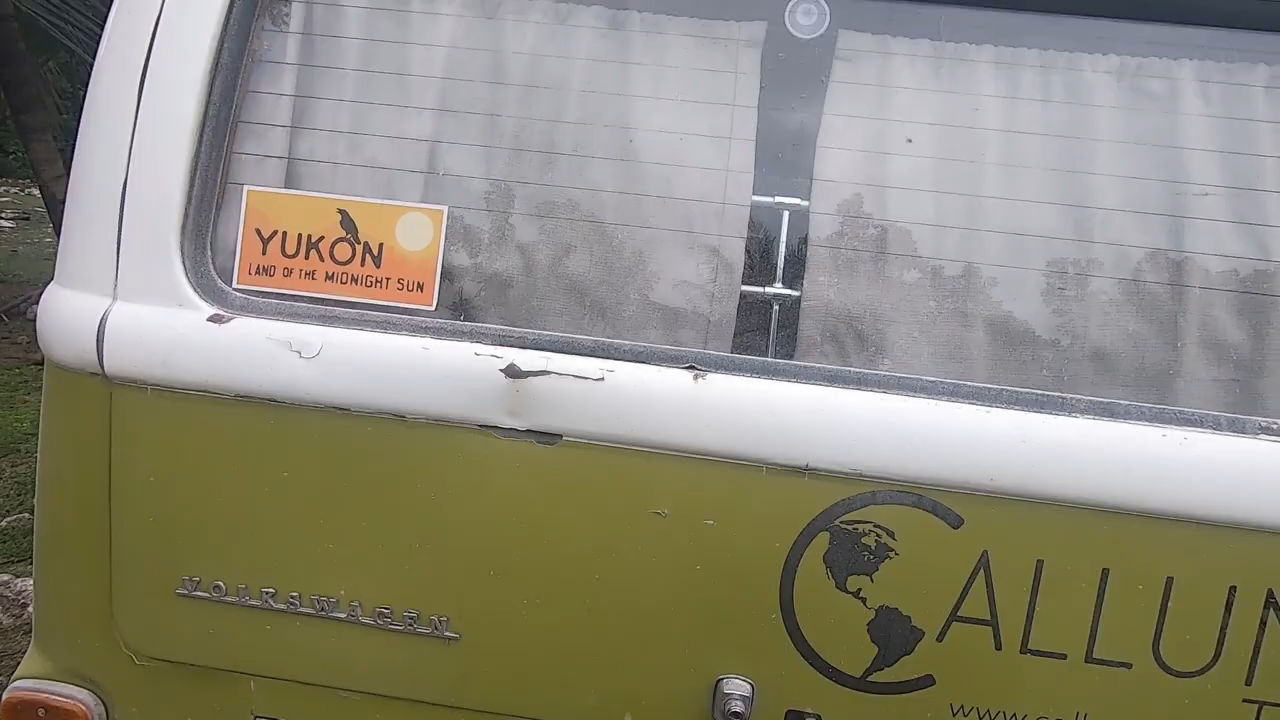 YUKON
LAND OF THE MIDNIGHT SUN
VOLKSWAGEN
CALLUM